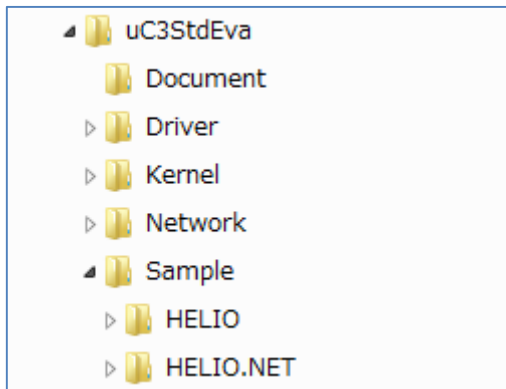 uC3StdEva
Document
Driver
Kernel
Network
Sample
HELIO
HELIO.NET